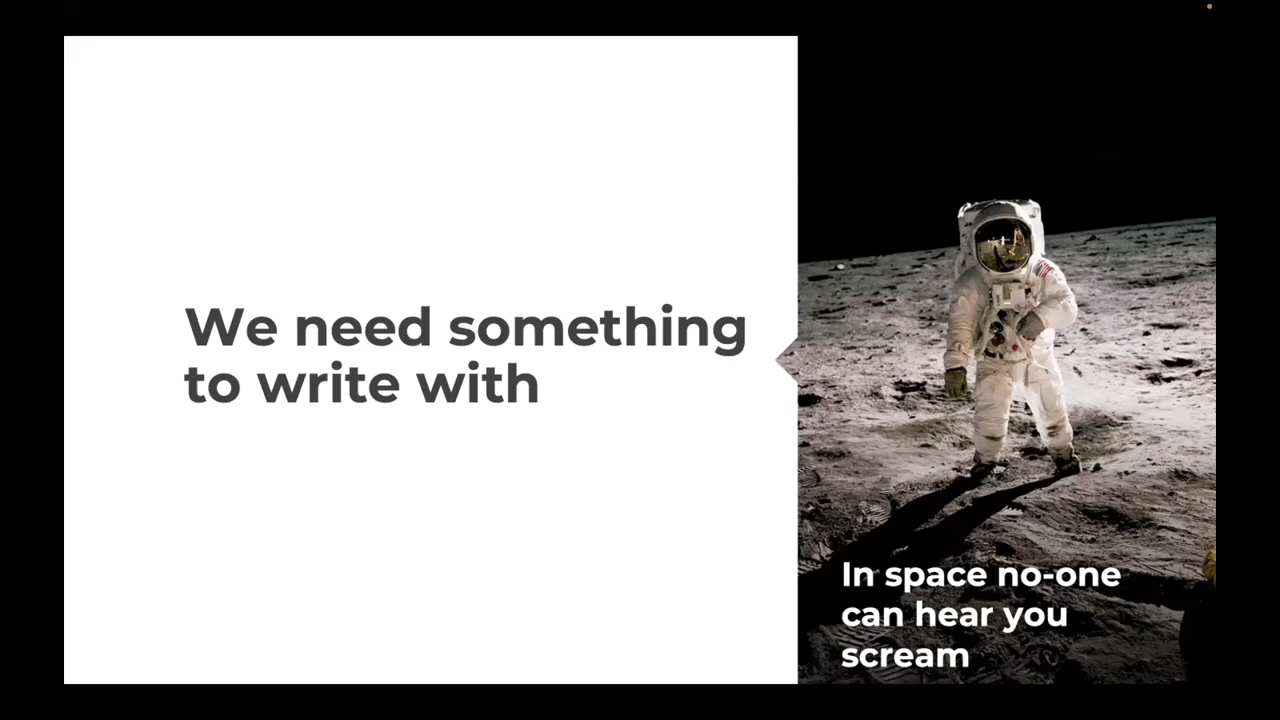 We need something
to write with
In space no-one
can hear you
scream